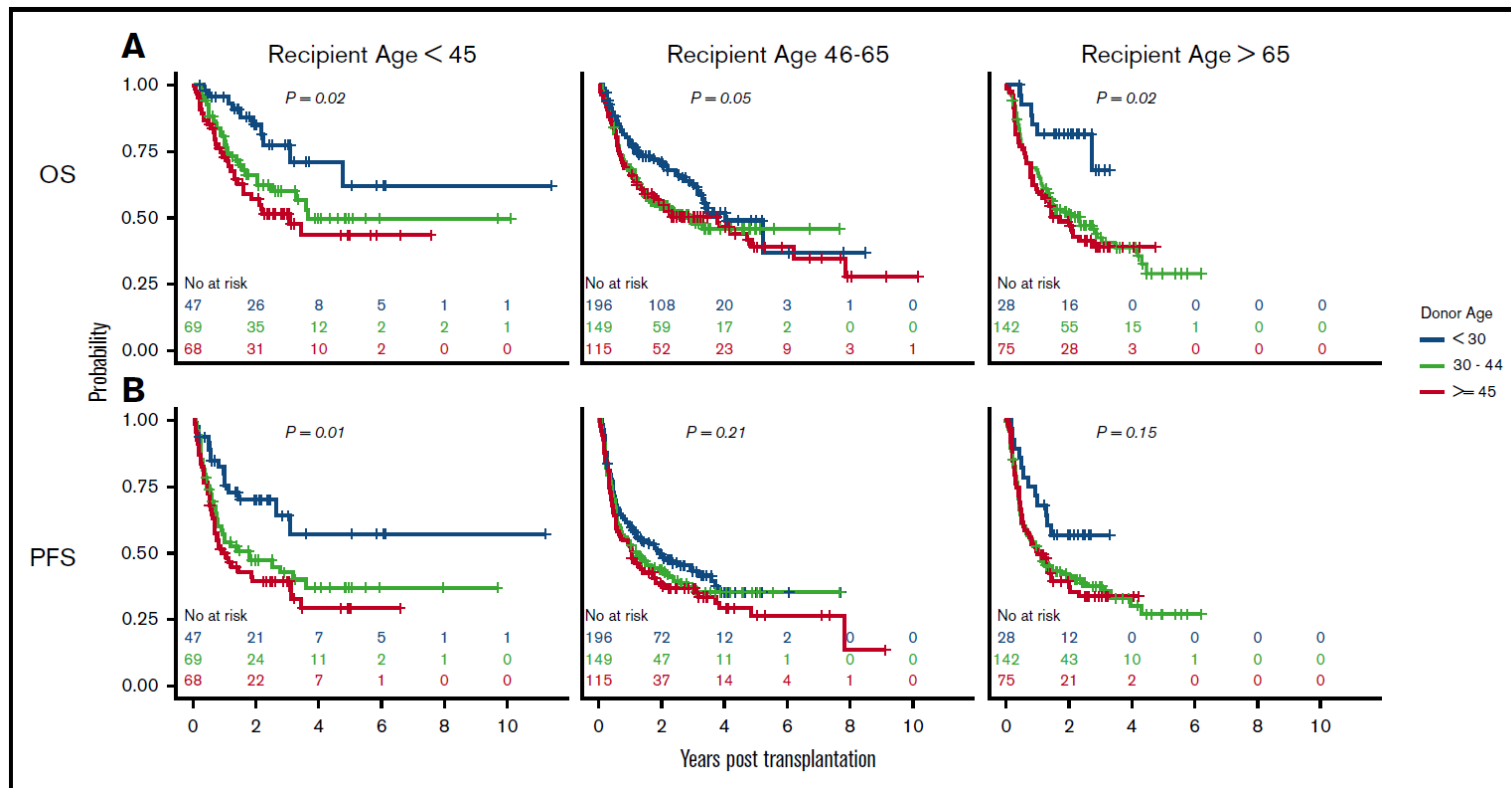 A
Recipient Age < 45
Recipient Age 46-65
Recipient Age > 65
OS
Probability
1.00
0.75
0.50
0.25
0.00
P = 0.02
No at risk
47 26 8 5 1 1
69 35 12 2 2 1
68 31 10 2 0 0
P = 0.05
196 108 20 3 1 0
149 59 17 2 0 0
115 52 23 9 3 1
P = 0.02
No at risk
28 16 0 0 0 0
142 55 15 1 0 0
75 28 3 0 0 0
Donor Age
< 30
30 - 44
>= 45
B
PFS
1.00
0.75
0.50
0.25
0.00
P = 0.01
No at risk
47 21 7 5 1 1
69 24 11 2 1 0
68 22 7 1 0 0
P = 0.21
No at risk
196 72 12 2 0 0
149 47 11 1 0 0
115 37 14 4 1 0
P = 0.15
No at risk
28 12 0 0 0 0
142 43 10 1 0 0
75 21 2 0 0 0
0 2 4 6 8 10
0 2 4 6 8 10
0 2 4 6 8 10
Years post transplantation